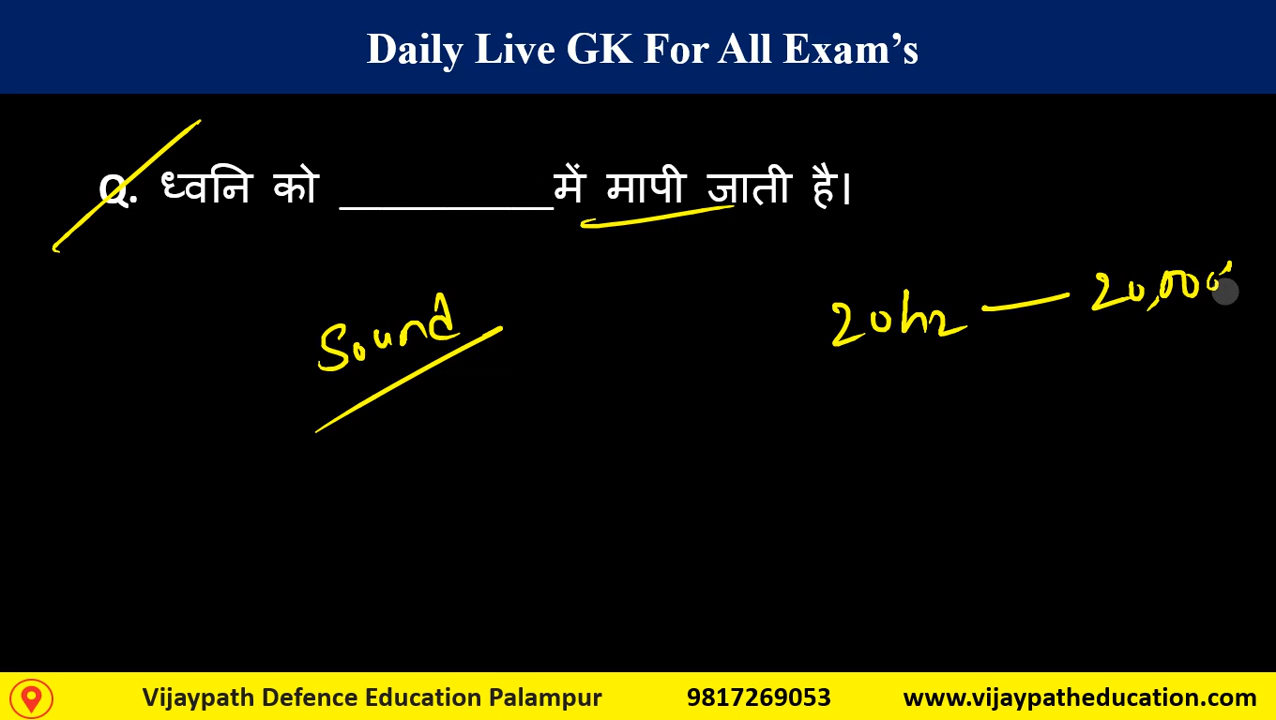 Daily Live GK For All Exam’s
Q. ध्वनि को __________में मापी जाती है।
20hz — 20,000
Sound
Vijaypath Defence Education Palampur 9817269053 www.vijaypatheducation.com